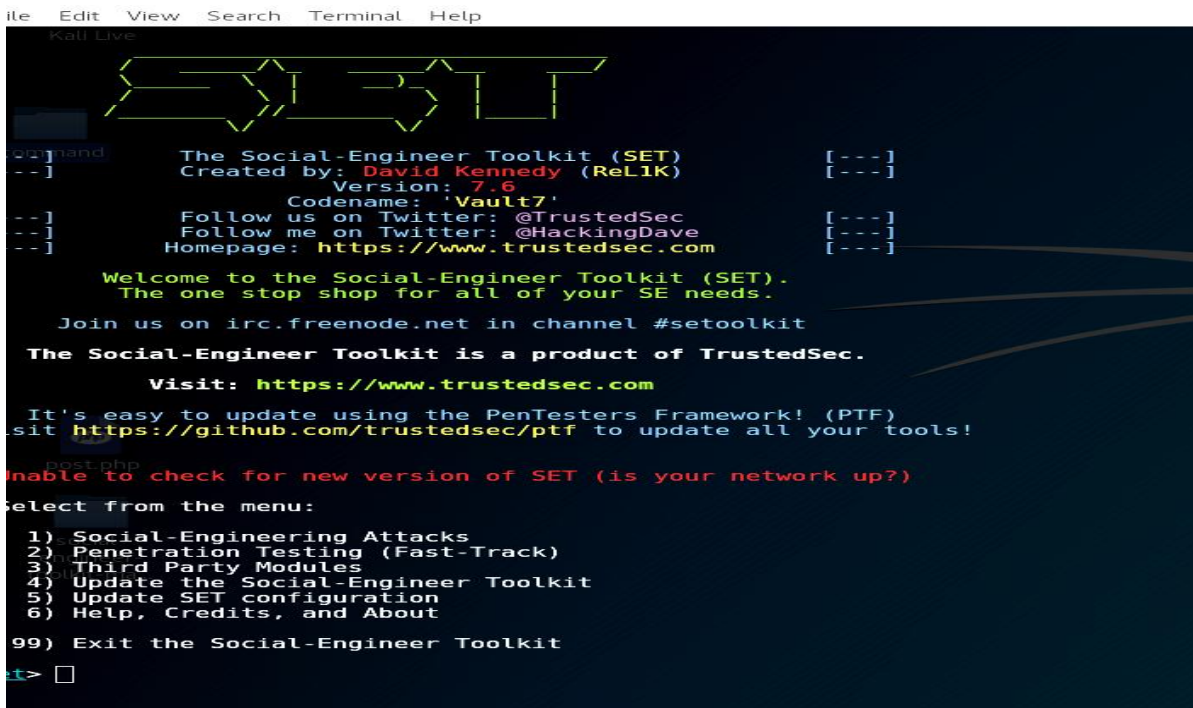 ile Edit View Search Terminal Help
Kali Live
--] The Social-Engineer Toolkit (SET) [---]
--] Created by: David Kennedy (ReL1K) [---]
Version: 7.6
Codename: 'Vault7'
--] Follow us on Twitter: @TrustedSec [---]
--] Follow me on Twitter: @HackingDave [---]
--] Homepage: https://www.trustedsec.com [---]
Welcome to the Social-Engineer Toolkit (SET).
The one stop shop for all of your SE needs.
Join us on irc.freenode.net in channel #setoolkit
The Social-Engineer Toolkit is a product of TrustedSec.
Visit: https://www.trustedsec.com
It's easy to update using the PenTesters Framework! (PTF)
sit https://github.com/trustedsec/ptf to update all your tools!
post.php
Unable to check for new version of SET (is your network up?)
Select from the menu:
1) Social-Engineering Attacks
2) Penetration Testing (Fast-Track)
3) Third Party Modules
4) Update the Social-Engineer Toolkit
5) Update SET configuration
6) Help, Credits, and About
99) Exit the Social-Engineer Toolkit
et>